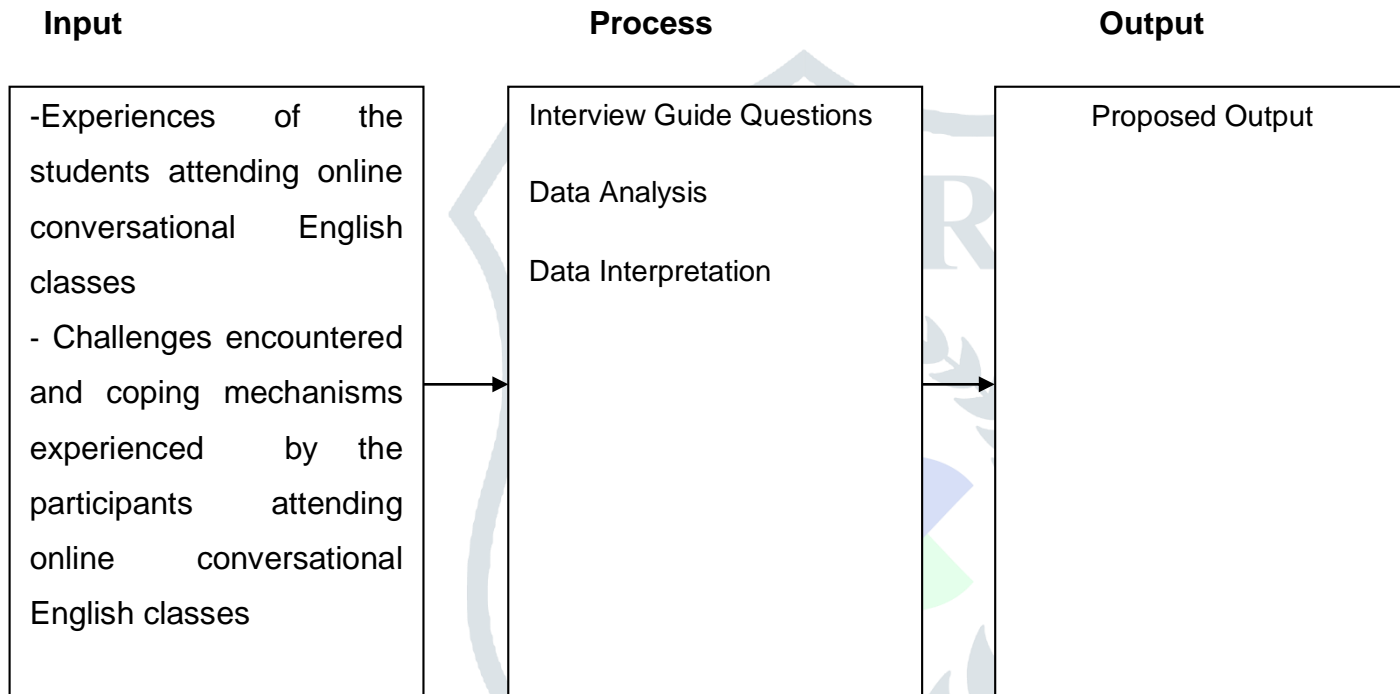 Input Process Output
-Experiences of the
students attending online
conversational English
classes
- Challenges encountered
and coping mechanisms
experienced by the
participants attending
online conversational
English classes
Interview Guide Questions
Data Analysis
Data Interpretation
Proposed Output
R